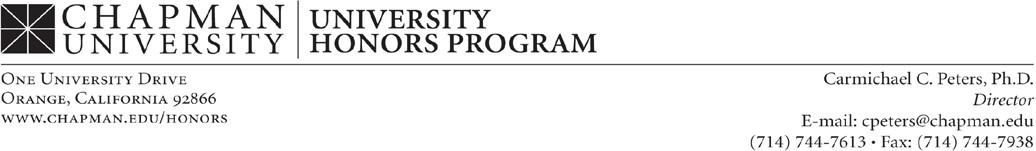 CHAPMAN UNIVERSITY
UNIVERSITY HONORS PROGRAM
ONE UNIVERSITY DRIVE
ORANGE, CALIFORNIA 92866
WWW.CHAPMAN.EDU/HONORS
Carmichael C. Peters, Ph.D.
Director
E-mail: cpeters@chapman.edu
(714) 744-7613 • Fax: (714) 744-7938